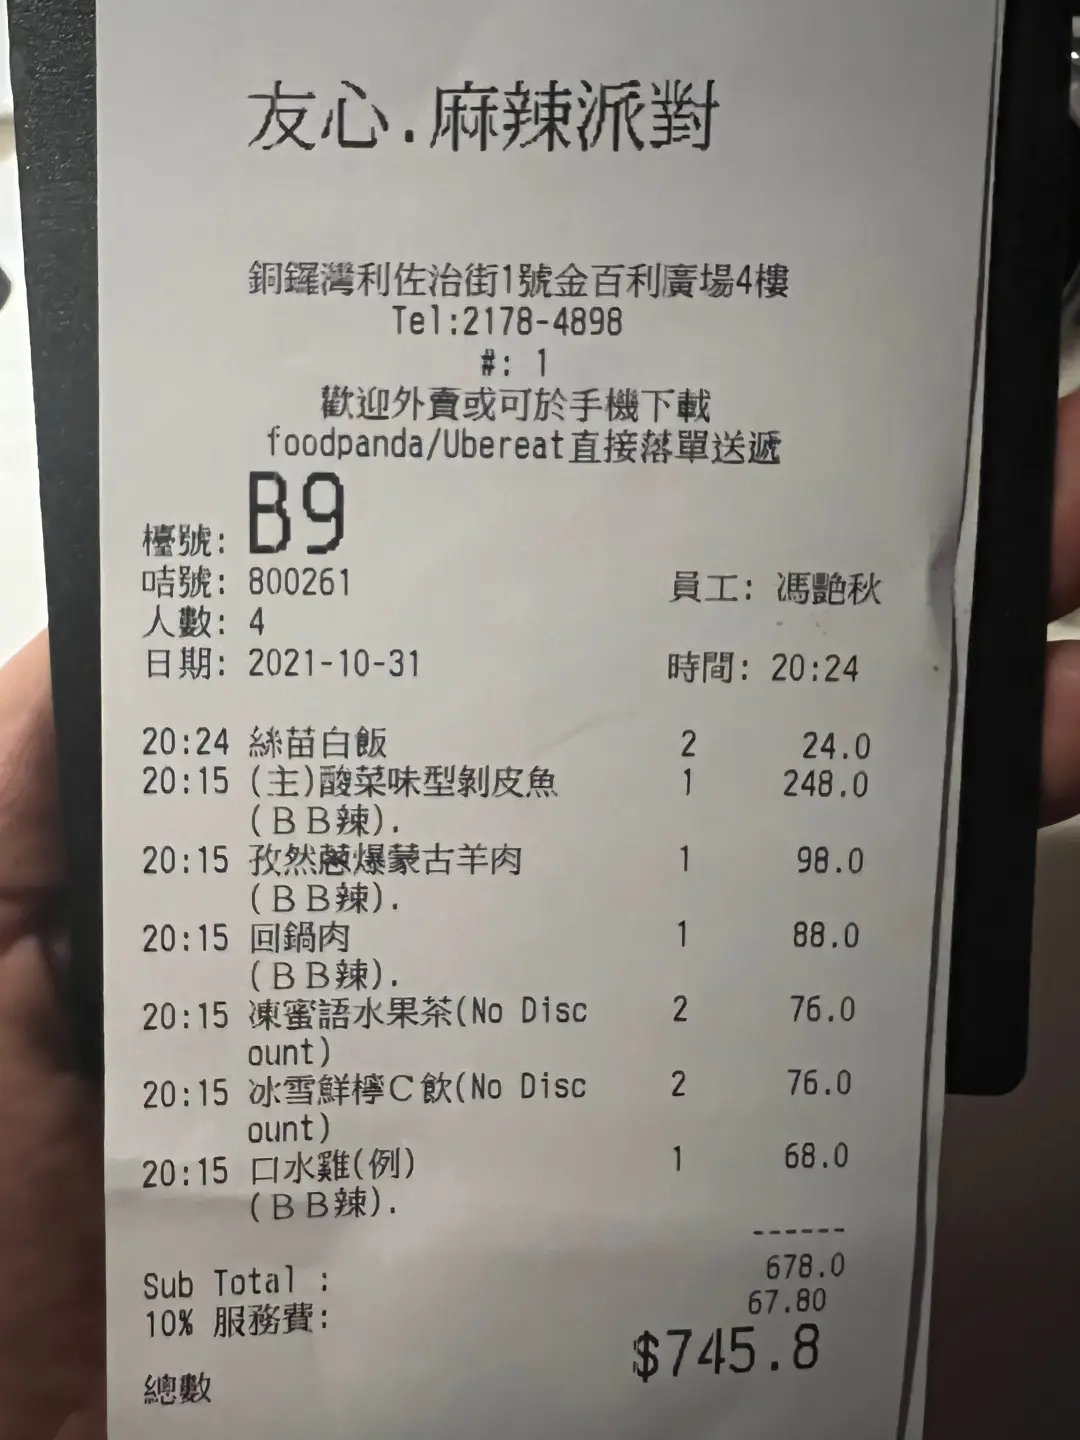 友心.麻辣派對
銅鑼灣利佐治街1號金百利廣場4樓
Tel:2178-4898
#: 1
歡迎外賣或可於手機下載
foodpanda/Ubereat直接落單送遞
檯號: B9
咭號: 800261 員工: 馮艷秋
人數: 4
日期: 2021-10-31 時間: 20:24
20:24 絲苗白飯 2 24.0
20:15 (主)酸菜味型剝皮魚 1 248.0
(ＢＢ辣).
20:15 孜然蔥爆蒙古羊肉 1 98.0
(ＢＢ辣).
20:15 回鍋肉 1 88.0
(ＢＢ辣).
20:15 凍蜜語水果茶(No Disc 2 76.0
ount)
20:15 冰雪鮮檸Ｃ飲(No Disc 2 76.0
ount)
20:15 口水雞(例) 1 68.0
(ＢＢ辣).
------
Sub Total : 678.0
10% 服務費: 67.80
總數 $745.8